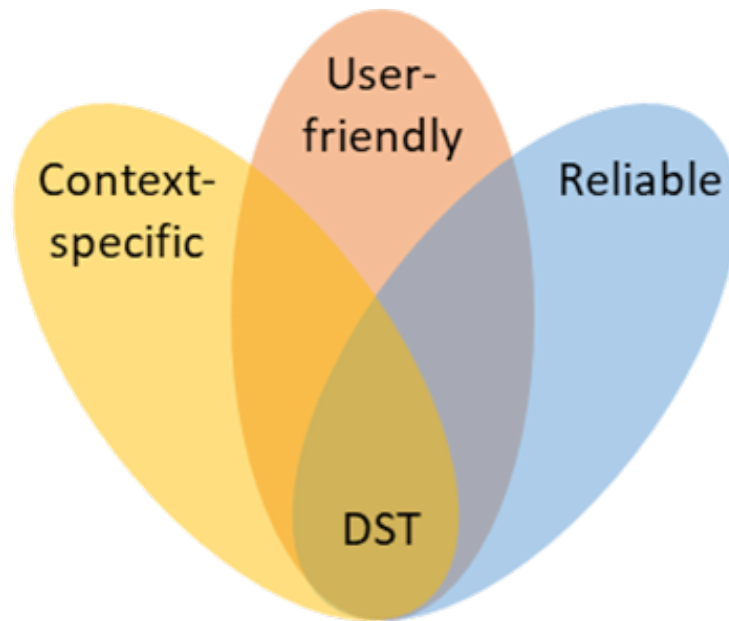 User-
friendly
Context-
specific
Reliable
DST